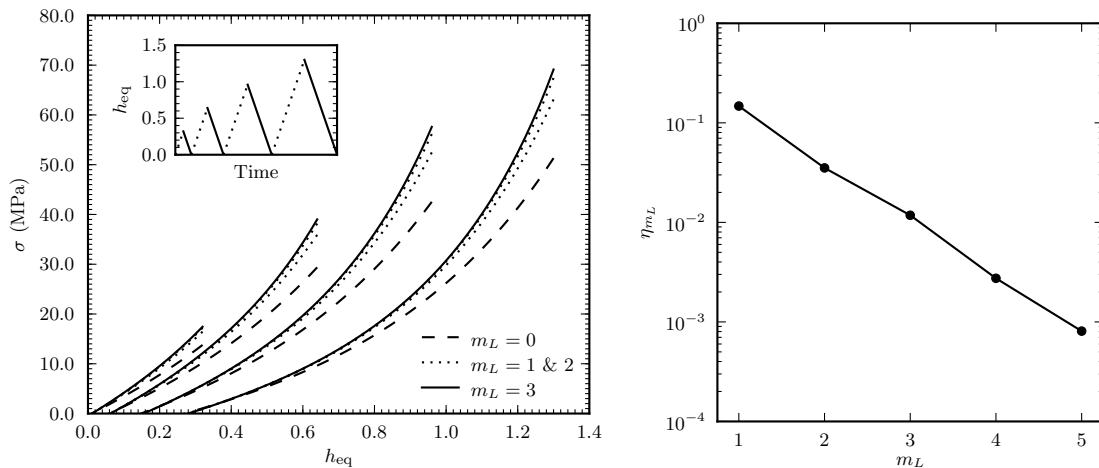 80.0
70.0
60.0
50.0
40.0
30.0
20.0
10.0
0.0
σ (MPa)
0.0 0.2 0.4 0.6 0.8 1.0 1.2 1.4
h_eq
1.5
1.0
0.5
0.0
h_eq
Time
m_L = 0
m_L = 1 & 2
m_L = 3
10^0
10^{-1}
10^{-2}
10^{-3}
10^{-4}
η_{m_L}
1 2 3 4 5
m_L